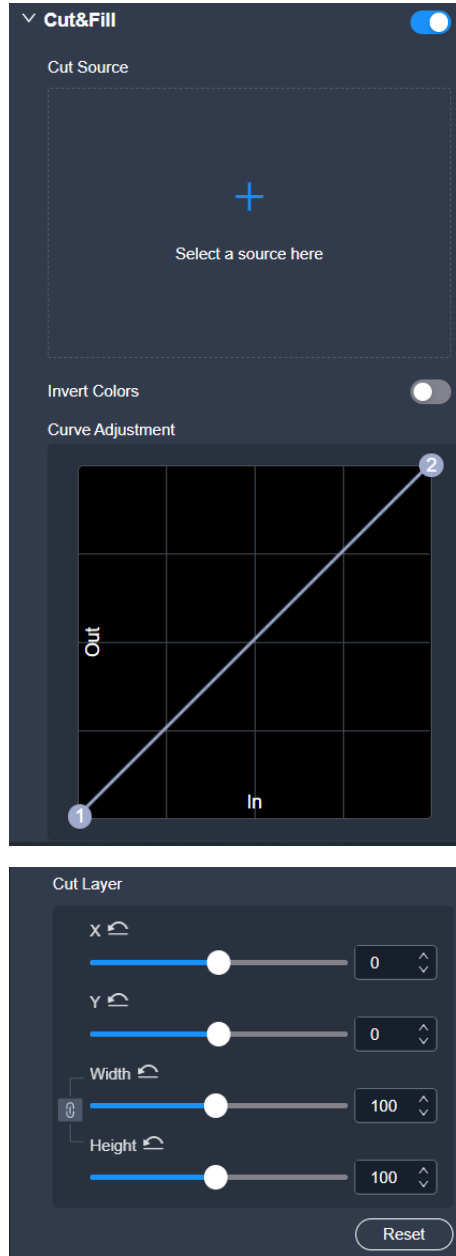 Cut&Fill
Cut Source
Select a source here
Invert Colors
Curve Adjustment
2
Out
In
1
Cut Layer
X
0
Y
0
Width
100
Height
100
Reset